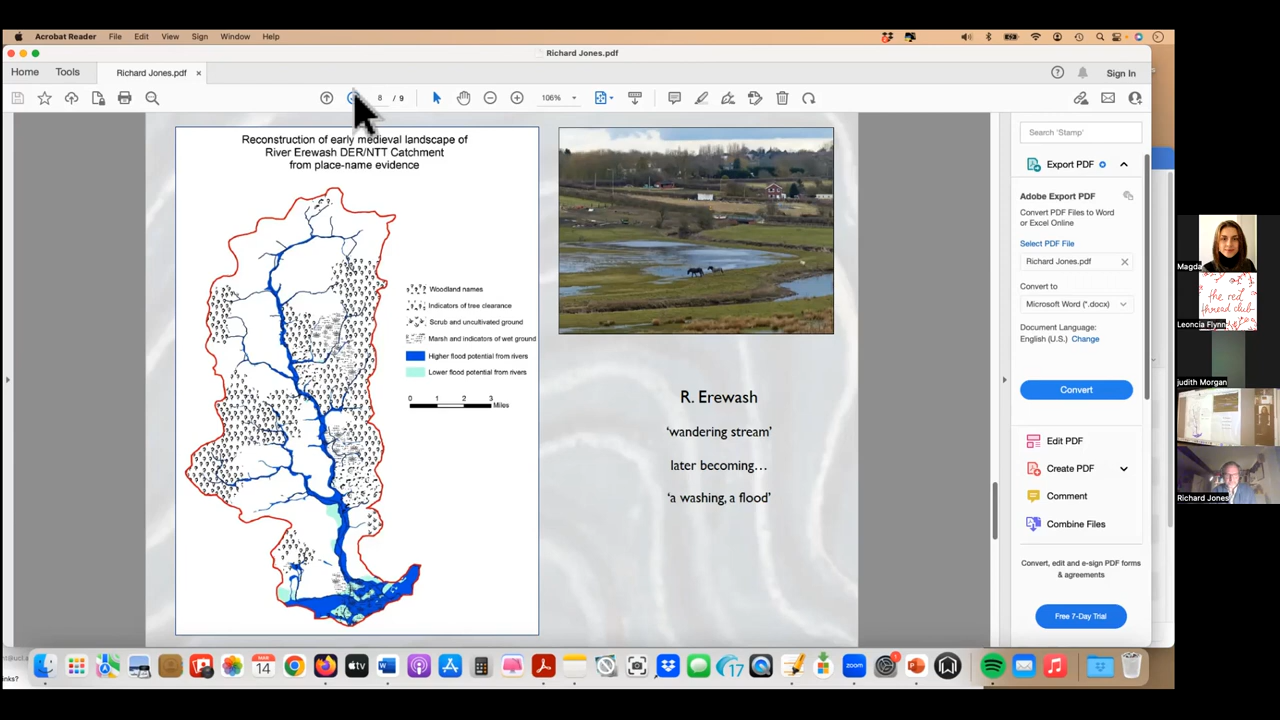 Acrobat Reader File Edit View Sign Window Help
Richard Jones.pdf
Home Tools Richard Jones.pdf × Sign In
8 / 9 106%
Reconstruction of early medieval landscape of
River Erewash DER/NTT Catchment
from place-name evidence
Woodland names
Indicators of tree clearance
Scrub and uncultivated ground
Marsh and indicators of wet ground
Higher flood potential from rivers
Lower flood potential from rivers
0 1 2 3
Miles
R. Erewash
‘wandering stream’
later becoming…
‘a washing, a flood’
Search 'Stamp'
Export PDF
Adobe Export PDF
Convert PDF Files to Word
or Excel Online
Select PDF File
Richard Jones.pdf
Convert to
Microsoft Word (*.docx)
Document Language:
English (U.S.) Change
Convert
Edit PDF
Create PDF
Comment
Combine Files
Convert, edit and e-sign PDF forms
& agreements
Free 7-Day Trial
Magda
the red
thread club
Leoncia Flynn
judith Morgan
Richard Jones
MAR
14
tv
17
zoom